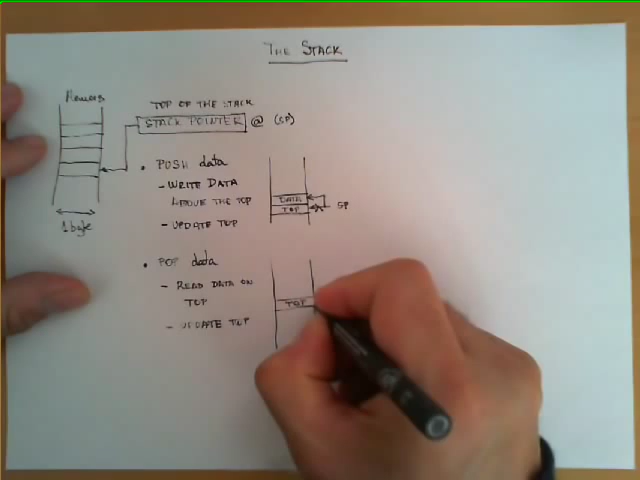 THE STACK
Memory
TOP OF THE STACK
STACK POINTER @ (SP)
• PUSH data
- WRITE DATA
ABOVE THE TOP
- UPDATE TOP
DATA
TOP
SP
1 byte
• POP data
- READ DATA ON
TOP
- UPDATE TOP
TOP